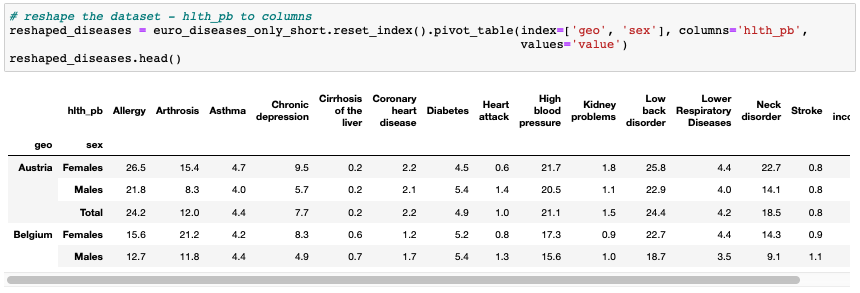 # reshape the dataset - hlth_pb to columns
reshaped_diseases = euro_diseases_only_short.reset_index().pivot_table(index=['geo', 'sex'], columns='hlth_pb',
values='value')
reshaped_diseases.head()
hlth_pb Allergy Arthrosis Asthma Chronic depression Cirrhosis of the liver Coronary heart disease Diabetes Heart attack High blood pressure Kidney problems Low back disorder Lower Respiratory Diseases Neck disorder Stroke inco
geo sex
Austria Females 26.5 15.4 4.7 9.5 0.2 2.2 4.5 0.6 21.7 1.8 25.8 4.4 22.7 0.8
Males 21.8 8.3 4.0 5.7 0.2 2.1 5.4 1.4 20.5 1.1 22.9 4.0 14.1 0.8
Total 24.2 12.0 4.4 7.7 0.2 2.2 4.9 1.0 21.1 1.5 24.4 4.2 18.5 0.8
Belgium Females 15.6 21.2 4.2 8.3 0.6 1.2 5.2 0.8 17.3 0.9 22.7 4.4 14.3 0.9
Males 12.7 11.8 4.4 4.9 0.7 1.7 5.4 1.3 15.6 1.0 18.7 3.5 9.1 1.1